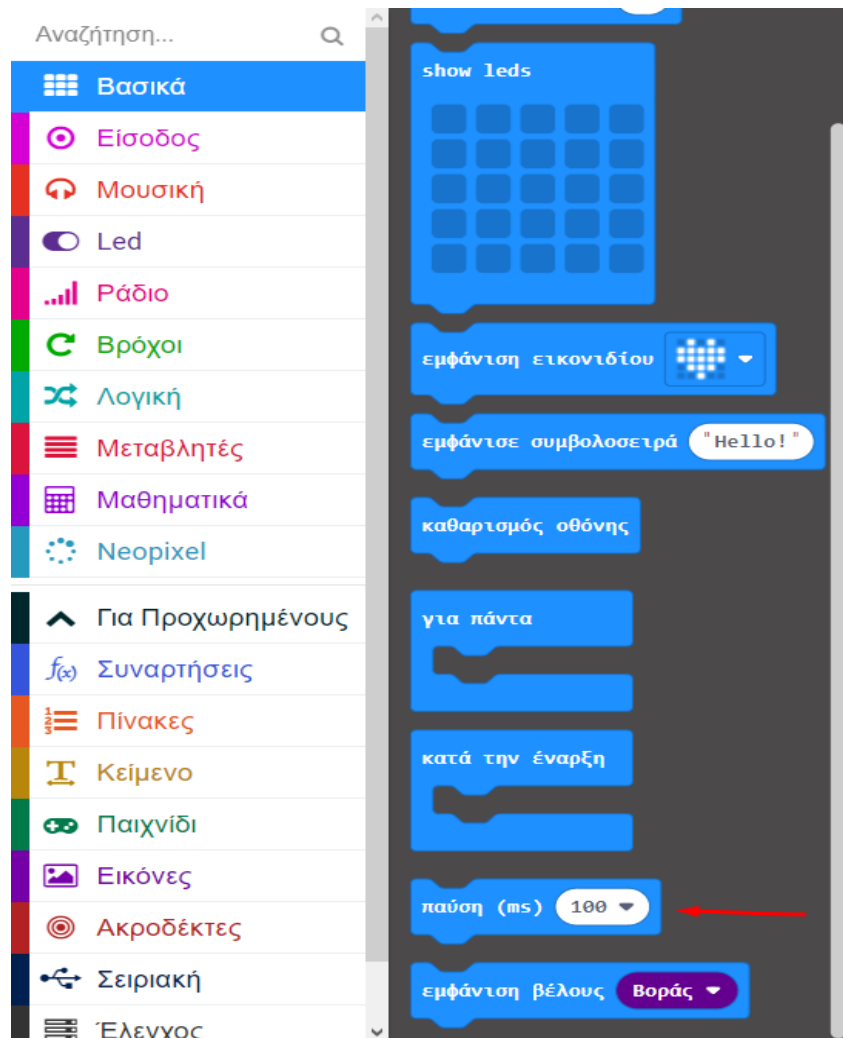 Αναζήτηση...
Βασικά
Είσοδος
Μουσική
Led
Ράδιο
Βρόχοι
Λογική
Μεταβλητές
Μαθηματικά
Neopixel
Για Προχωρημένους
f(x) Συναρτήσεις
Πίνακες
Κείμενο
Παιχνίδι
Εικόνες
Ακροδέκτες
Σειριακή
Έλεγχος
show leds
εμφάνιση εικονιδίου
εμφάνισε συμβολοσειρά "Hello!"
καθαρισμός οθόνης
για πάντα
κατά την έναρξη
παύση (ms) 100
εμφάνιση βέλους Βοράς